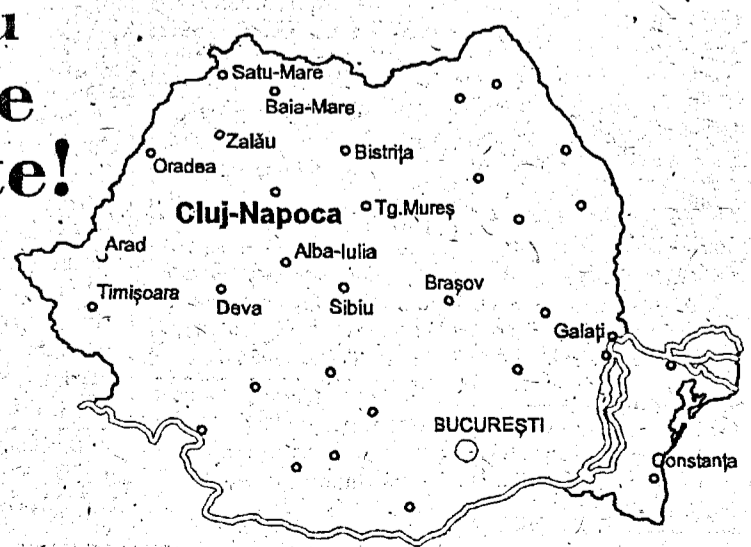 te!
Satu-Mare
Baia-Mare
Zalău
Bistrița
Oradea
Cluj-Napoca
Tg.Mureș
Arad
Alba-Iulia
Timișoara
Deva
Sibiu
Brașov
Galați
BUCUREȘTI
Constanța